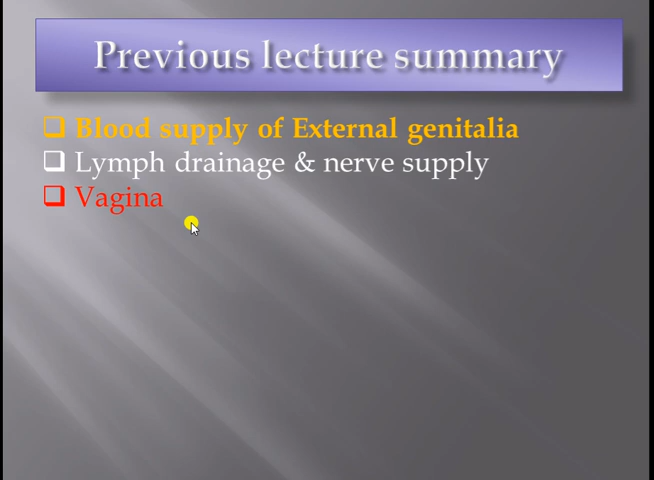 Previous lecture summary
❑ Blood supply of External genitalia
❑ Lymph drainage & nerve supply
❑ Vagina